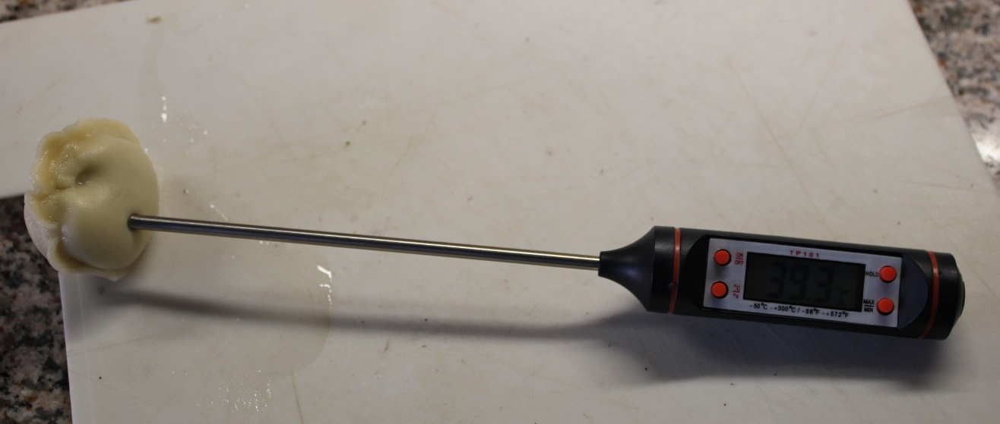 TP101
ON
OFF
39.3°C
HOLD
°C
°F
MAX
MIN
-50°C -+300°C / -58°F -+572°F